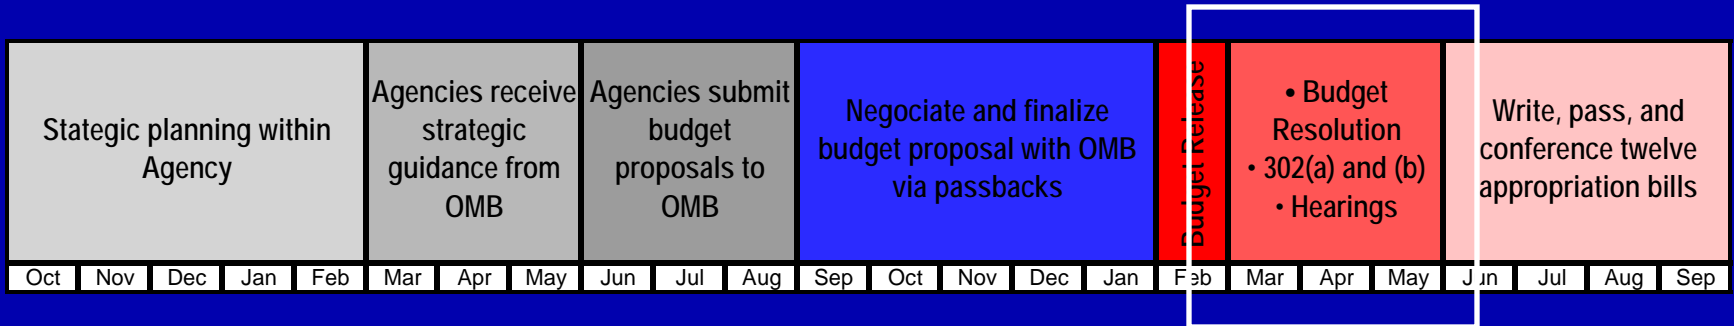 Stategic planning within
Agency
Agencies receive
strategic
guidance from
OMB
Agencies submit
budget
proposals to
OMB
Negociate and finalize
budget proposal with OMB
via passbacks
Budget Release
• Budget
Resolution
• 302(a) and (b)
• Hearings
Write, pass, and
conference twelve
appropriation bills
Oct Nov Dec Jan Feb Mar Apr May Jun Jul Aug Sep Oct Nov Dec Jan Feb Mar Apr May Jun Jul Aug Sep